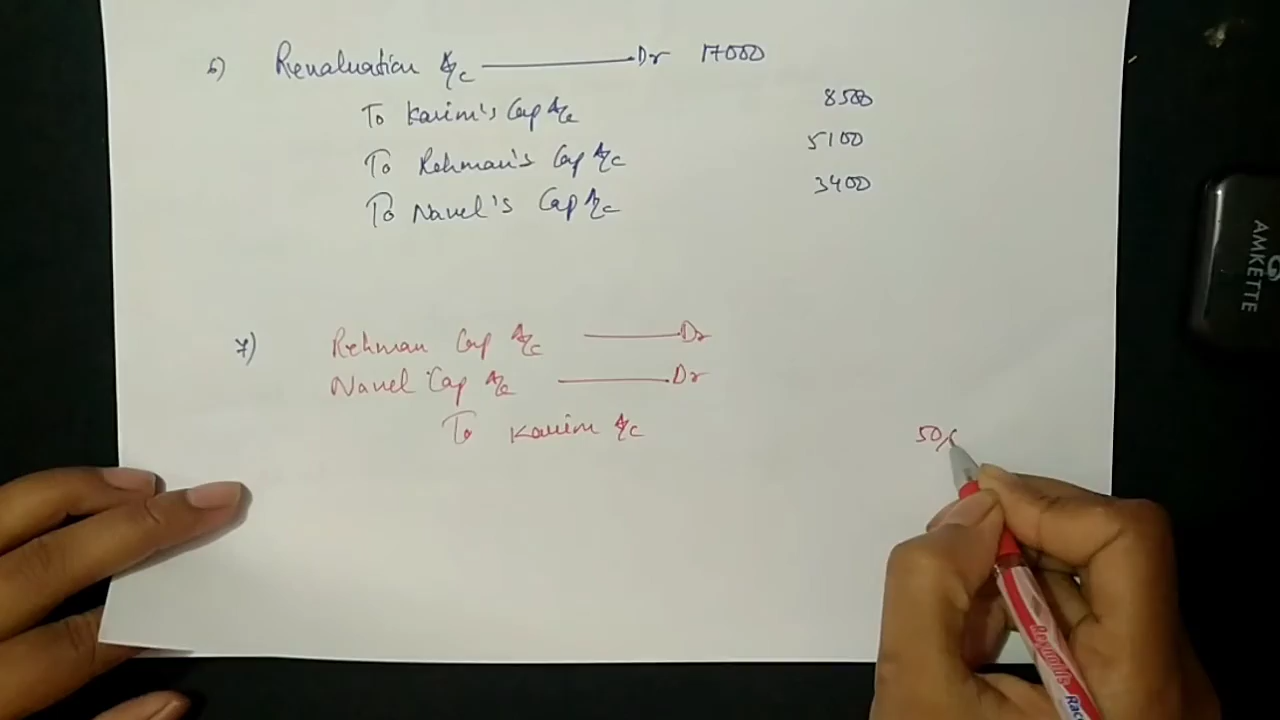 6) Revaluation A/c ——— Dr 17000
To Karim's Cap A/c 8500
To Rehman's Cap A/c 5100
To Navel's Cap A/c 3400
7) Rehman Cap A/c ——— Dr
Navel Cap A/c ——— Dr
To Karim A/c 50,
AMKETTE
Reynolds